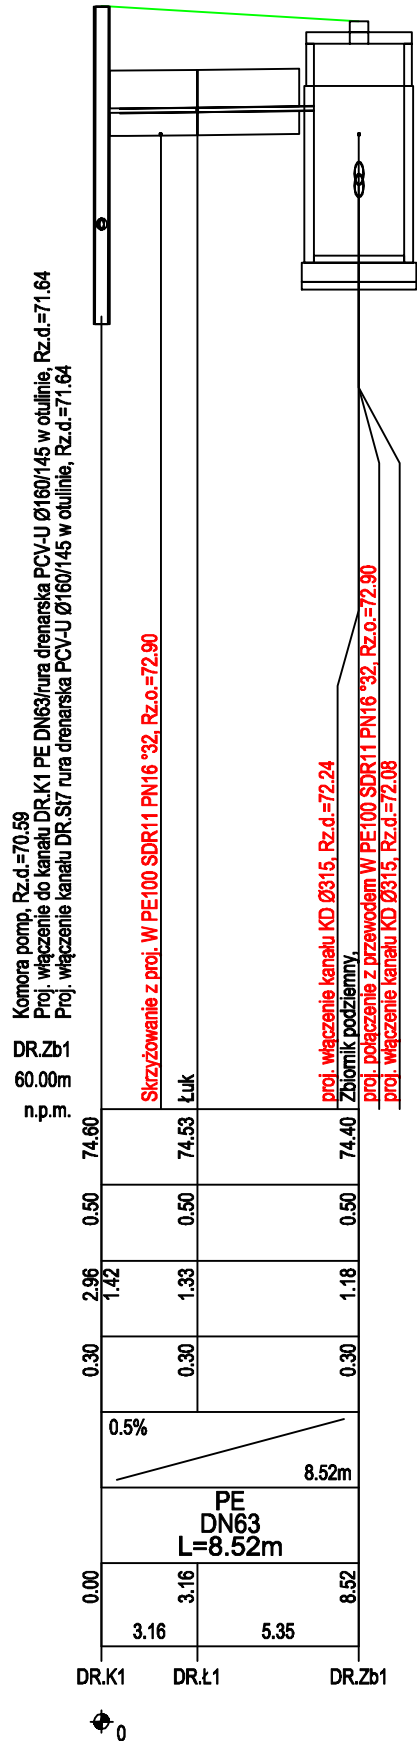 Komora pomp, Rz.d.=70.59
Proj. włączenie do kanału DR.K1 PE DN63/rura drenarska PCV-U Ø160/145 w otulinie, Rz.d.=71.64
Proj. włączenie kanału DR.St7 rura drenarska PCV-U Ø160/145 w otulinie, Rz.d.=71.64
Skrzyżowanie z proj. W PE100 SDR11 PN16 °32, Rz.o.=72.90
Łuk
proj. włączenie kanału KD Ø315, Rz.d.=72.24
Zbiornik podziemny,
proj. połączenie z przewodem W PE100 SDR11 PN16 °32, Rz.o.=72.90
proj. włączenie kanału KD Ø315, Rz.d.=72.08
DR.Zb1
60.00m
n.p.m.
74.60 74.53 74.40
0.50 0.50 0.50
2.96 1.42 1.33 1.18
0.30 0.30 0.30
0.5%
8.52m
PE
DN63
L=8.52m
0.00 3.16 8.52
3.16 5.35
DR.K1 DR.Ł1 DR.Zb1
0